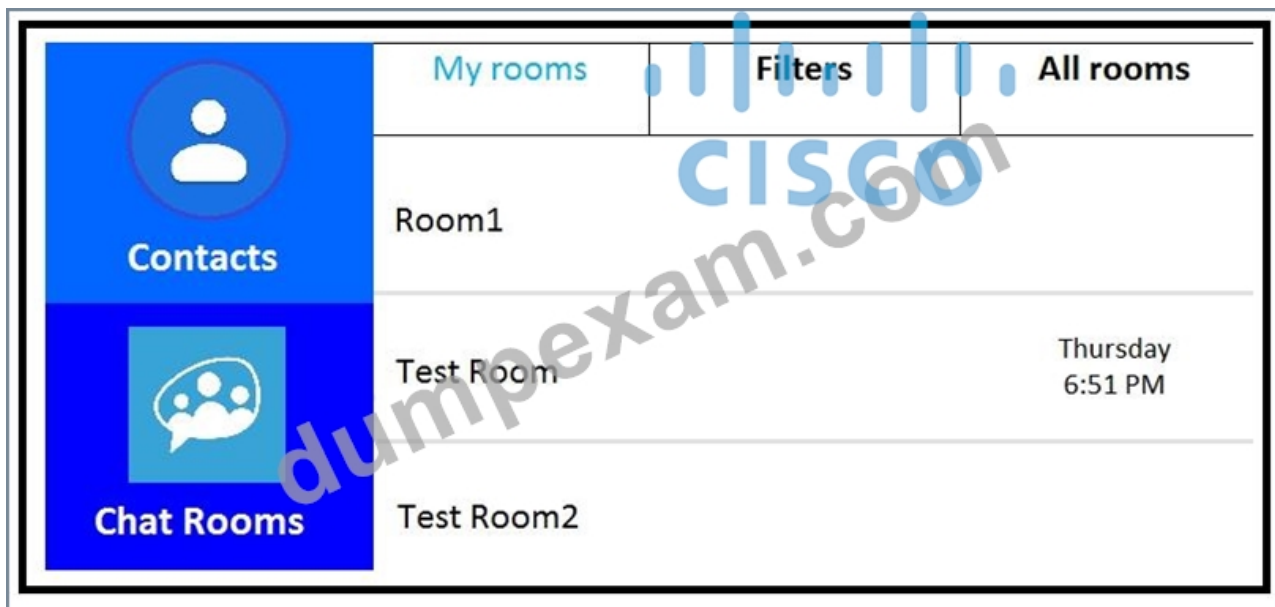 My rooms Filters All rooms
CISCO
Contacts
Room1
Test Room
Thursday
6:51 PM
Chat Rooms
Test Room2
dumpexam.com